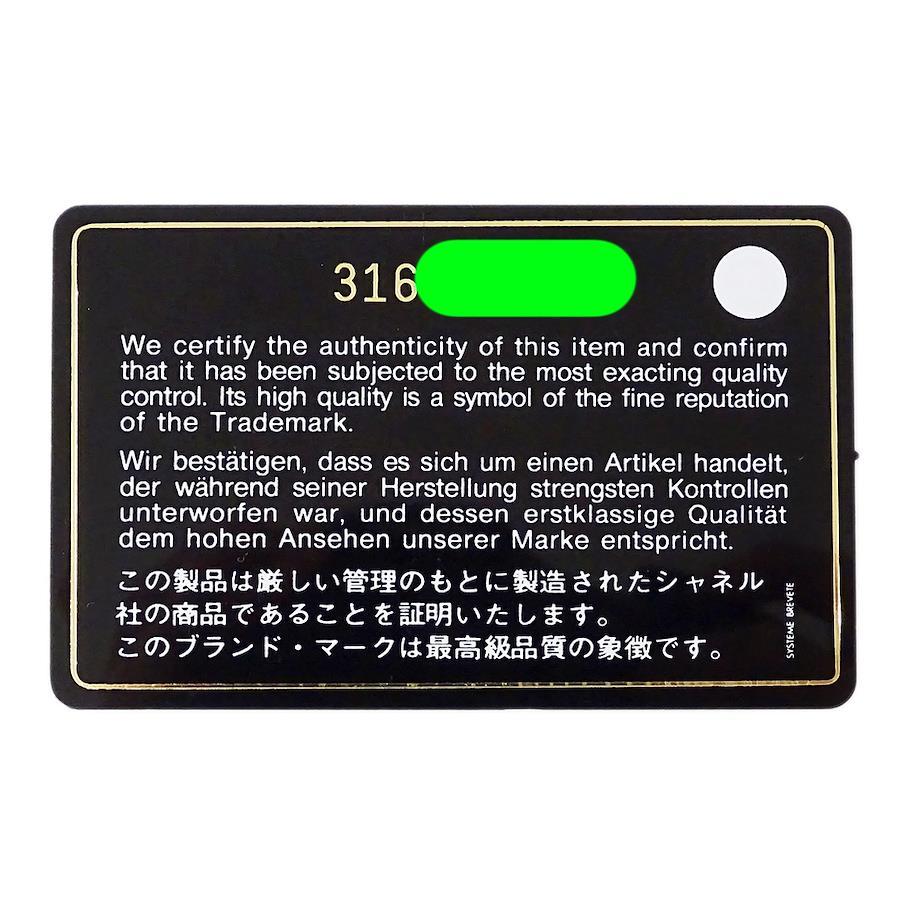 316
We certify the authenticity of this item and confirm
that it has been subjected to the most exacting quality
control. Its high quality is a symbol of the fine reputation
of the Trademark.
Wir bestätigen, dass es sich um einen Artikel handelt,
der während seiner Herstellung strengsten Kontrollen
unterworfen war, und dessen erstklassige Qualität
dem hohen Ansehen unserer Marke entspricht.
この製品は厳しい管理のもとに製造されたシャネル
社の商品であることを証明いたします。
このブランド・マークは最高級品質の象徴です。
SYSTEME BREVETE